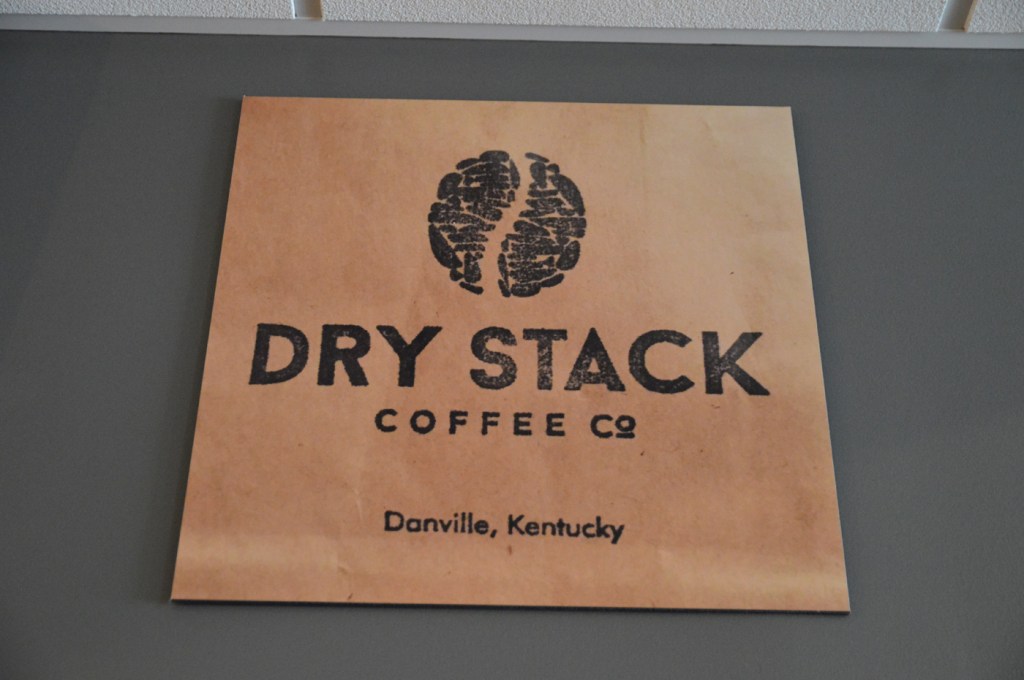 DRY STACK
COFFEE Co
Danville, Kentucky